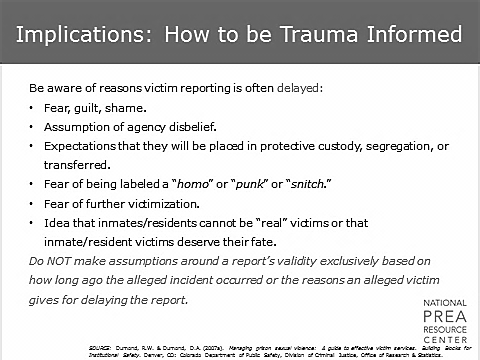 Implications: How to be Trauma Informed
Be aware of reasons victim reporting is often delayed:
• Fear, guilt, shame.
• Assumption of agency disbelief.
• Expectations that they will be placed in protective custody, segregation, or
transferred.
• Fear of being labeled a “homo” or “punk” or “snitch.”
• Fear of further victimization.
• Idea that inmates/residents cannot be “real” victims or that
inmate/resident victims deserve their fate.
Do NOT make assumptions around a report’s validity exclusively based on
how long ago the alleged incident occurred or the reasons an alleged victim
gives for delaying the report.
NATIONAL
PREA
RESOURCE
CENTER
SOURCE: Dumond, R.W. & Dumond, D.A. (2007a). Managing prison sexual violence: A guide to effective victim services. Building Blocks for
Institutional Safety. Denver, CO: Colorado Department of Public Safety, Division of Criminal Justice, Office of Research & Statistics.